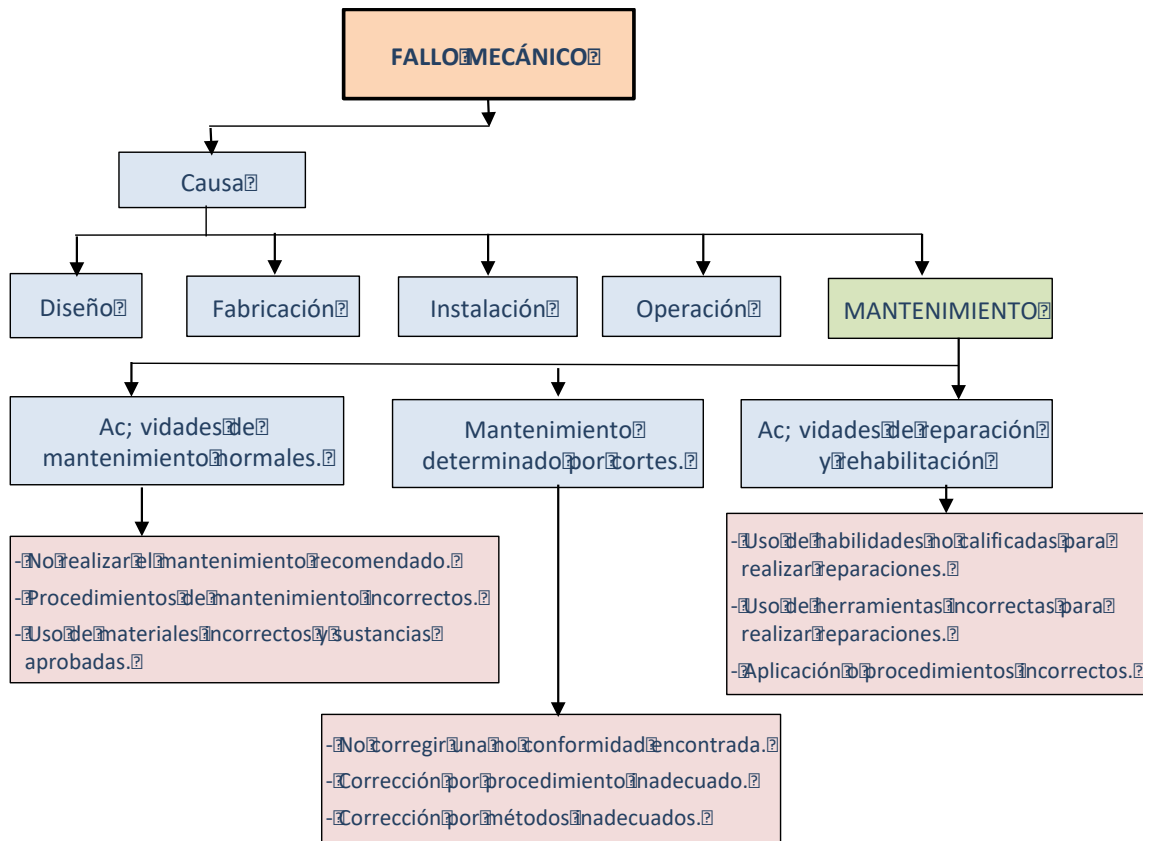 FALLO MECÁNICO
Causa
Diseño
Fabricación
Instalación
Operación
MANTENIMIENTO
Ac; vidades de
mantenimiento normales.
Mantenimiento
determinado por cortes.
Ac; vidades de reparación
y rehabilitación
- No realizar el mantenimiento recomendado.
- Procedimientos de mantenimiento incorrectos.
- Uso de materiales incorrectos y sustancias
aprobadas.
- Uso de habilidades no calificadas para
realizar reparaciones.
- Uso de herramientas incorrectas para
realizar reparaciones.
- Aplicación o procedimientos incorrectos.
- No corregir una no conformidad encontrada.
- Corrección por procedimiento inadecuado.
- Corrección por métodos inadecuados.